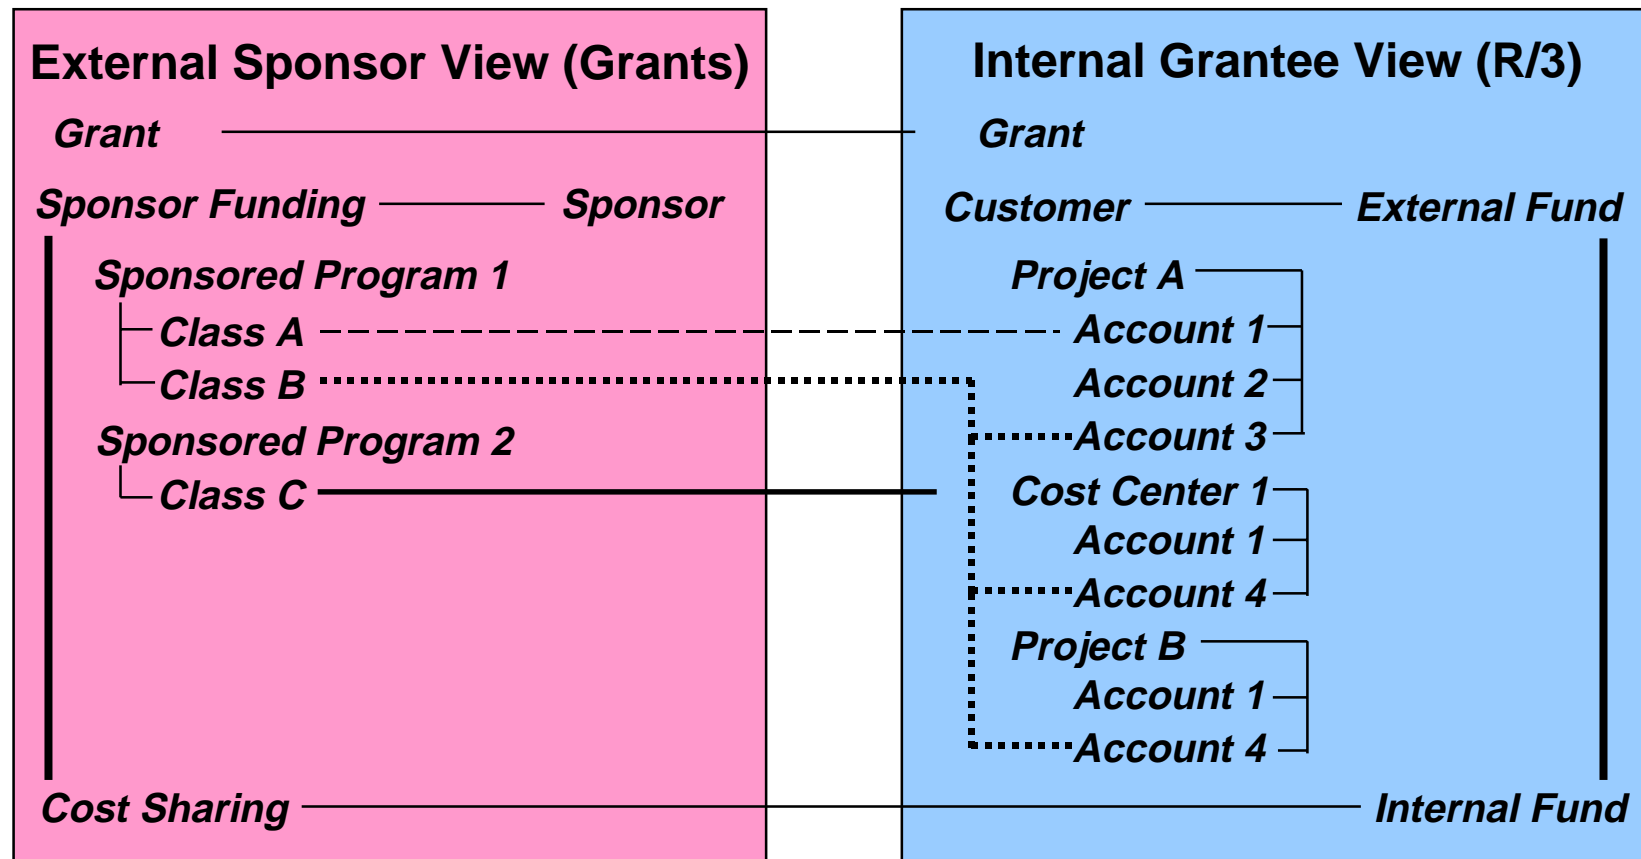 External Sponsor View (Grants)
Grant
Sponsor Funding
Sponsor
Sponsored Program 1
Class A
Class B
Sponsored Program 2
Class C
Cost Sharing
Internal Grantee View (R/3)
Grant
Customer
External Fund
Project A
Account 1
Account 2
Account 3
Cost Center 1
Account 1
Account 4
Project B
Account 1
Account 4
Internal Fund